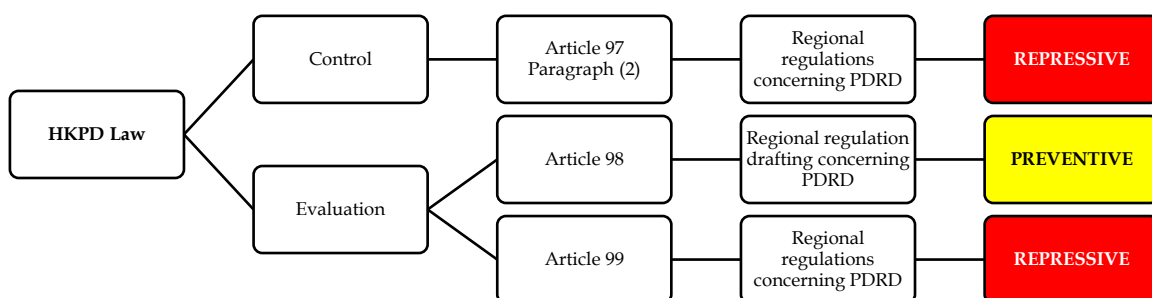 HKPD Law
Control
Article 97
Paragraph (2)
Regional
regulations
concerning PDRD
REPRESSIVE
Evaluation
Article 98
Regional regulation
drafting concerning
PDRD
PREVENTIVE
Article 99
Regional
regulations
concerning PDRD
REPRESSIVE